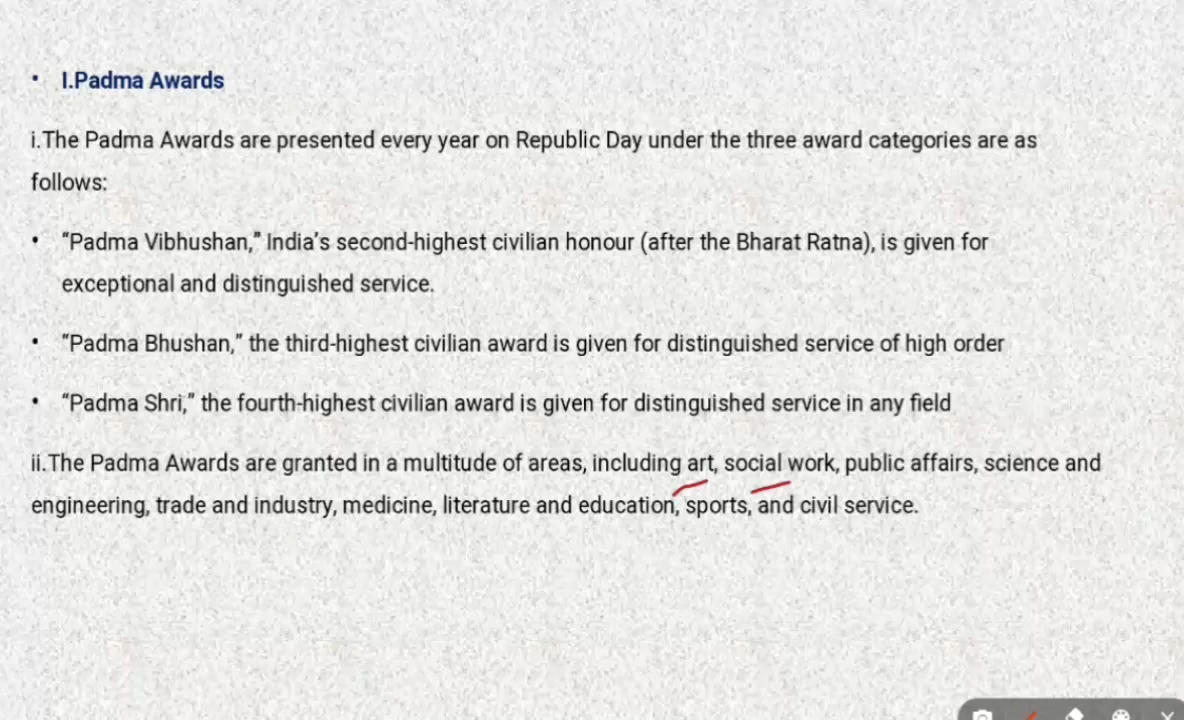 • I.Padma Awards
i.The Padma Awards are presented every year on Republic Day under the three award categories are as
follows:
• “Padma Vibhushan,” India’s second-highest civilian honour (after the Bharat Ratna), is given for
exceptional and distinguished service.
• “Padma Bhushan,” the third-highest civilian award is given for distinguished service of high order
• “Padma Shri,” the fourth-highest civilian award is given for distinguished service in any field
ii.The Padma Awards are granted in a multitude of areas, including art, social work, public affairs, science and
engineering, trade and industry, medicine, literature and education, sports, and civil service.